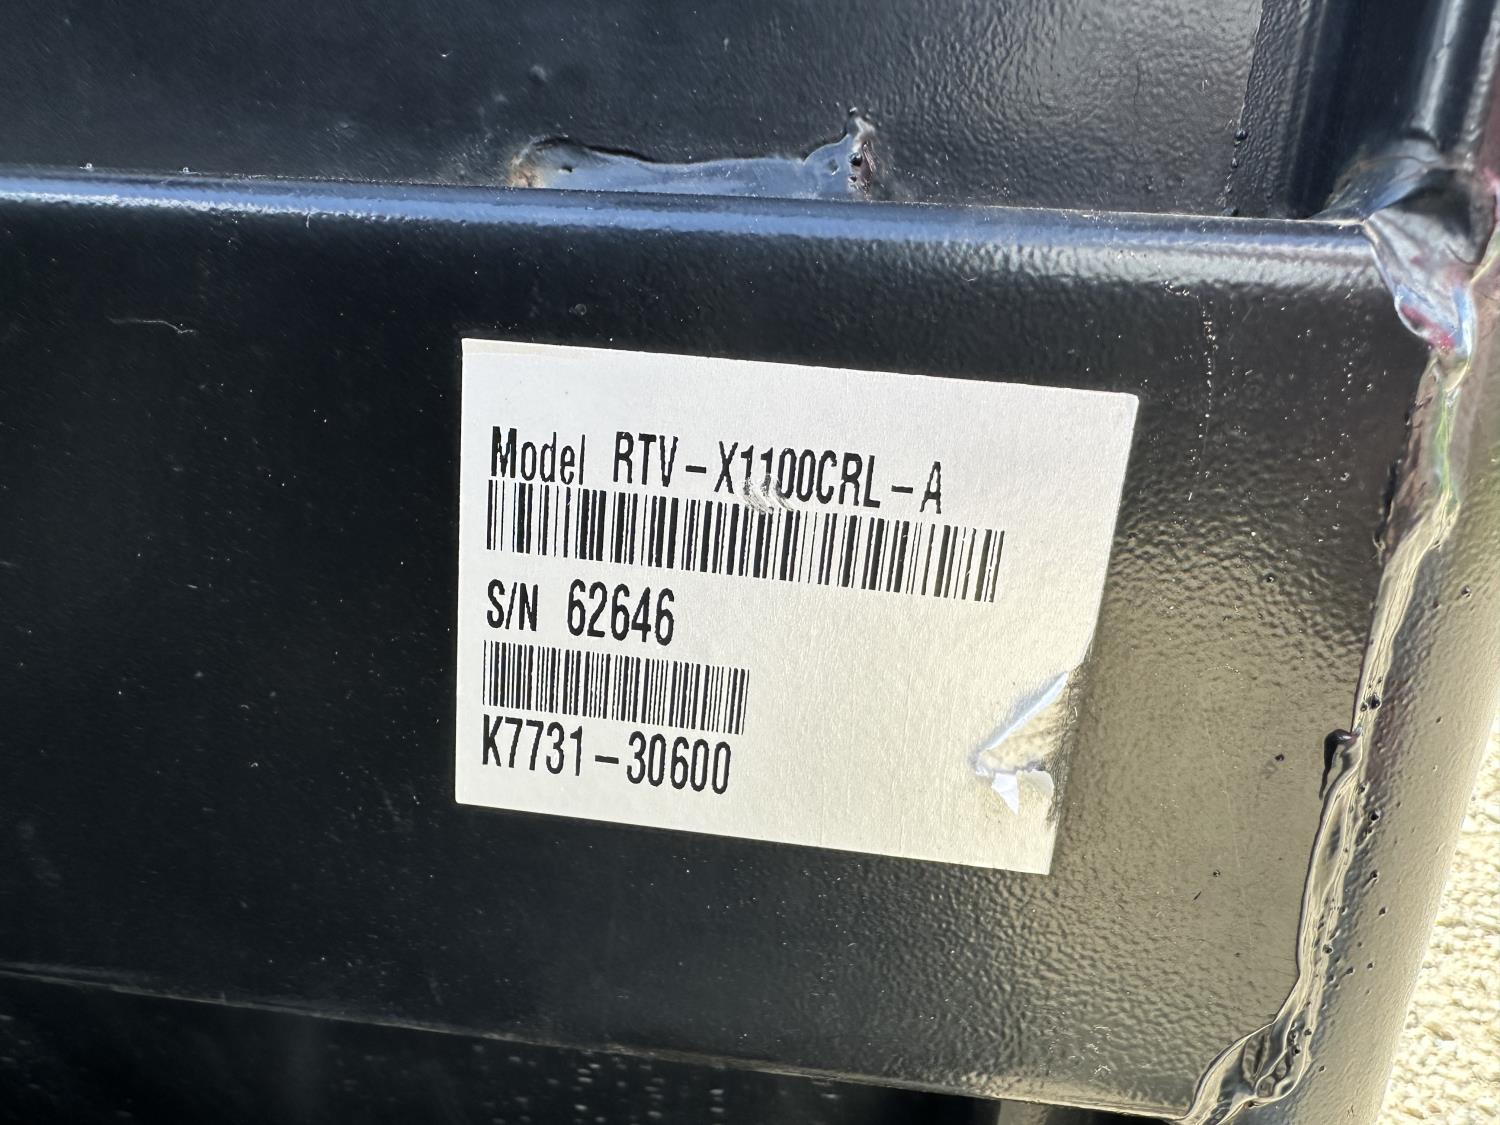 Model RTV-X1100CRL-A
S/N 62646
K7731-30600